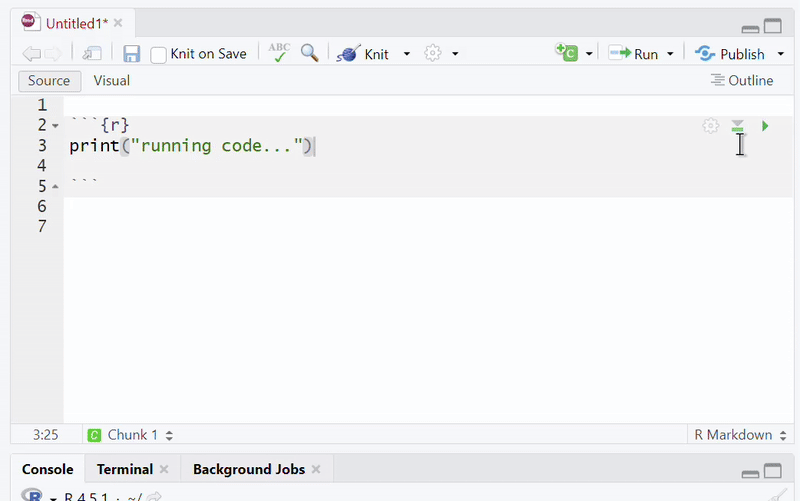 Untitled1*
Knit on Save
ABC
Knit
Run
Publish
Source
Visual
Outline
1
2 ```{r}
3 print("running code...")
4
5 ```
6
7
3:25
C Chunk 1
R Markdown
Console
Terminal
Background Jobs
R 4.5.1 · ~/